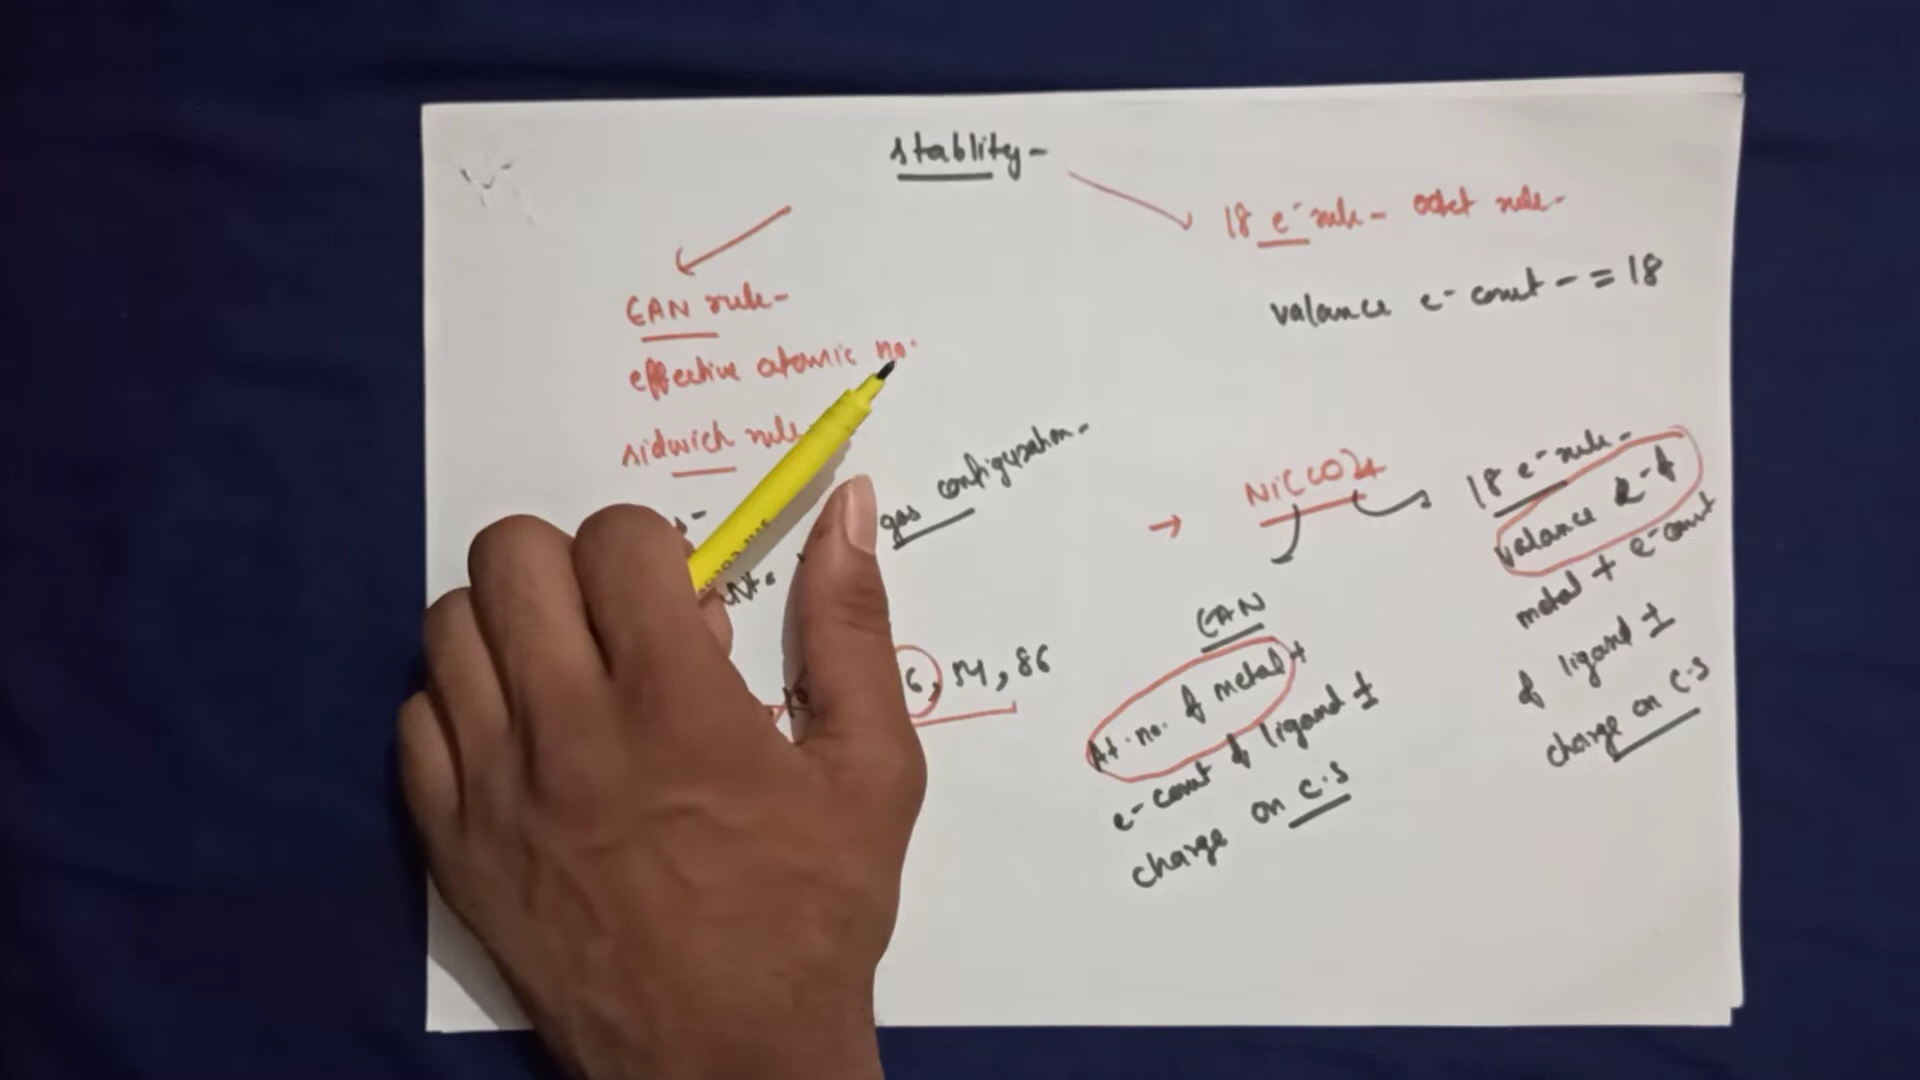 stablity-
18 e- rule - octet rule-
valance e- count - = 18
EAN rule-
effective atomic no.
sidwich rule
gas configuration-
6, 54, 86
→ Ni(CO)4
EAN
At. no. of metal +
e- count of ligand ±
charge on C.S
18 e- rule-
valance e- of
metal + e- count
of ligand ±
charge on C.S